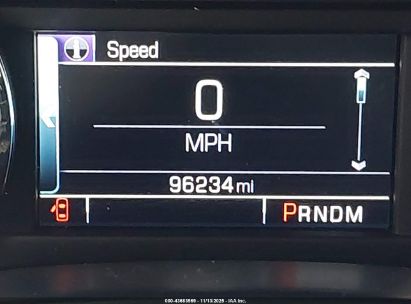 Speed
0
MPH
96234mi
PRNDM